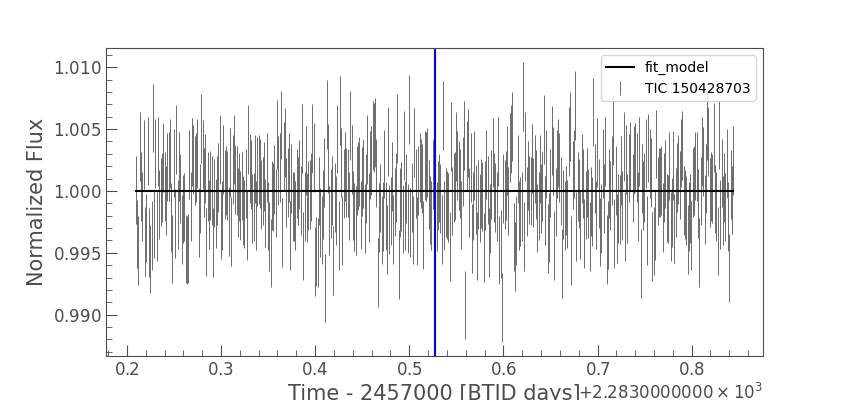 fit_model
TIC 150428703
1.010
1.005
1.000
0.995
0.990
Normalized Flux
0.2 0.3 0.4 0.5 0.6 0.7 0.8
Time - 2457000 [BTJD days]
+2.2830000000 × 10³